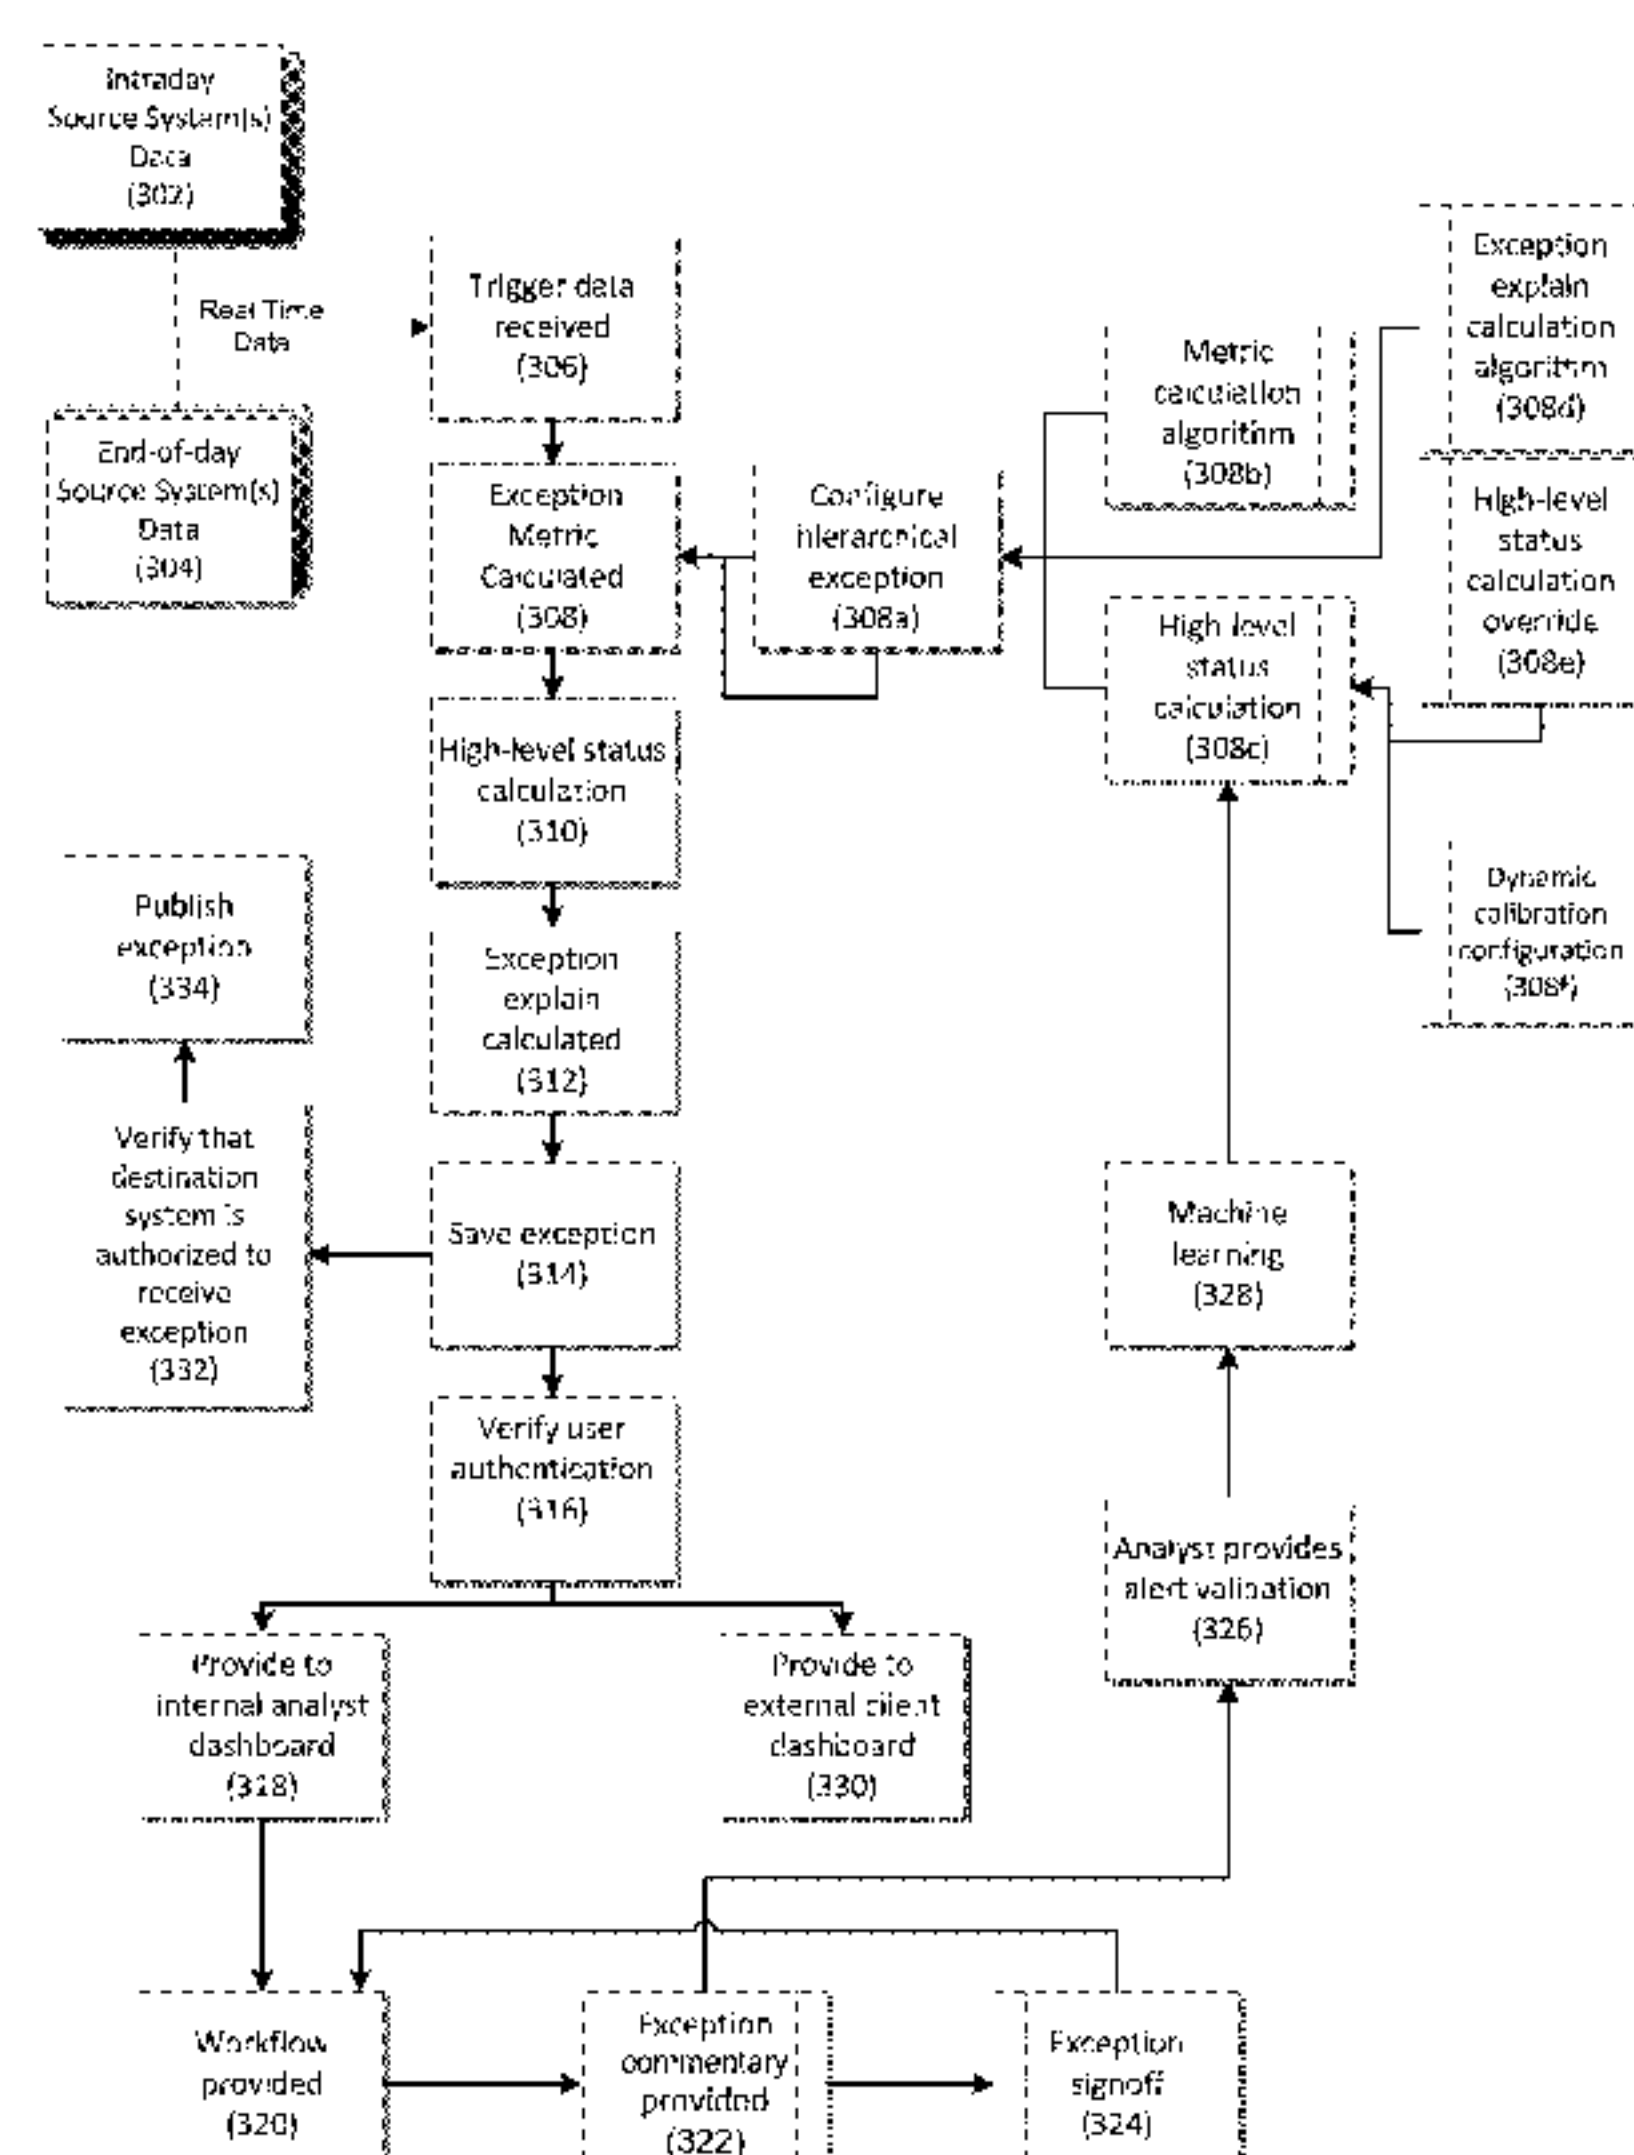 Intraday
Source System(s)
Data
(302)
Real Time
Data
End-of-day
Source System(s)
Data
(304)
Trigger data
received
(306)
Exception
Metric
Calculated
(308)
Configure
hierarchical
exception
(308a)
Metric
calculation
algorithm
(308b)
Exception
explain
calculation
algorithm
(308d)
High-level
status
calculation
override
(308e)
High level
status
calculation
(308c)
Dynamic
calibration
configuration
(308f)
High-level status
calculation
(310)
Publish
exception
(334)
Exception
explain
calculated
(312)
Verify that
destination
system is
authorized to
receive
exception
(332)
Save exception
(314)
Machine
learning
(328)
Verify user
authentication
(316)
Analyst provides
alert validation
(326)
Provide to
internal analyst
dashboard
(318)
Provide to
external client
dashboard
(330)
Workflow
provided
(320)
Exception
commentary
provided
(322)
Exception
signoff
(324)